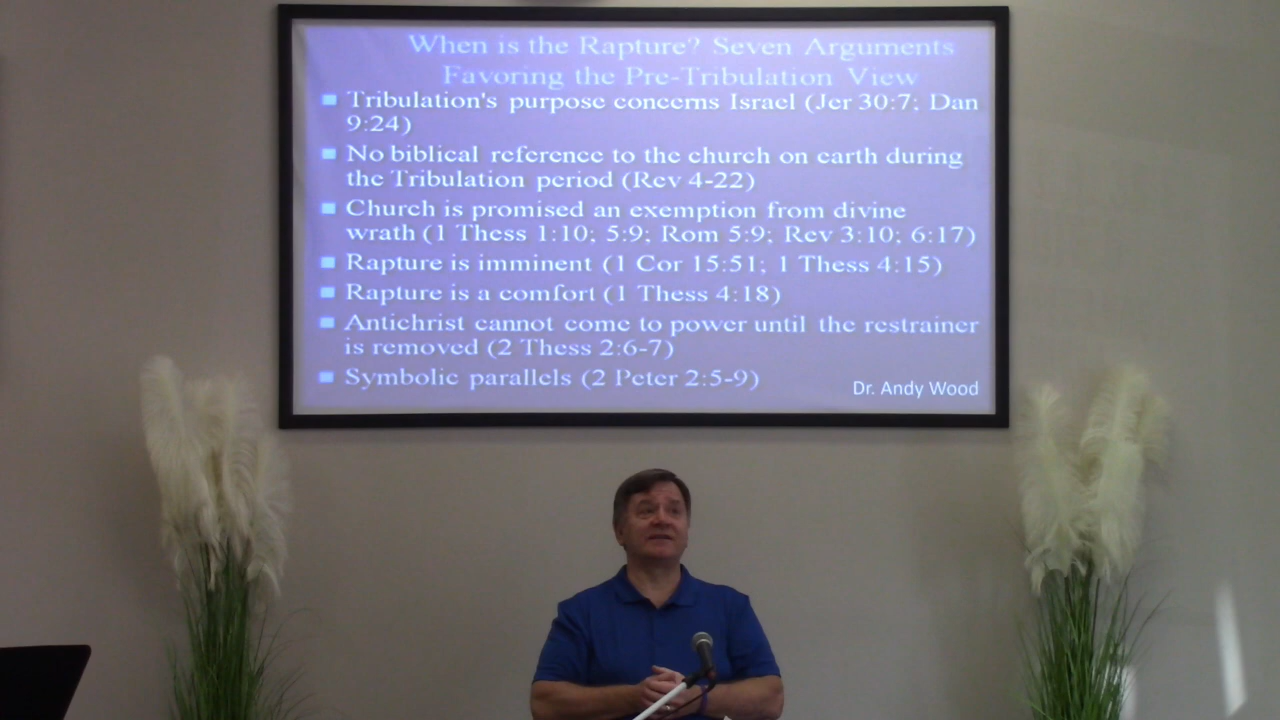 When is the Rapture? Seven Arguments
Favoring the Pre-Tribulation View
Tribulation's purpose concerns Israel (Jer 30:7; Dan
9:24)
No biblical reference to the church on earth during
the Tribulation period (Rev 4-22)
Church is promised an exemption from divine
wrath (1 Thess 1:10; 5:9; Rom 5:9; Rev 3:10; 6:17)
Rapture is imminent (1 Cor 15:51; 1 Thess 4:15)
Rapture is a comfort (1 Thess 4:18)
Antichrist cannot come to power until the restrainer
is removed (2 Thess 2:6-7)
Symbolic parallels (2 Peter 2:5-9)
Dr. Andy Wood